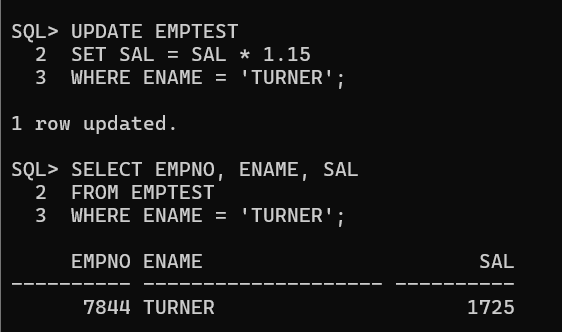 SQL> UPDATE EMPTEST
  2  SET SAL = SAL * 1.15
  3  WHERE ENAME = 'TURNER';
1 row updated.
SQL> SELECT EMPNO, ENAME, SAL
  2  FROM EMPTEST
  3  WHERE ENAME = 'TURNER';
     EMPNO ENAME                       SAL
---------- -------------------- ----------
      7844 TURNER                     1725